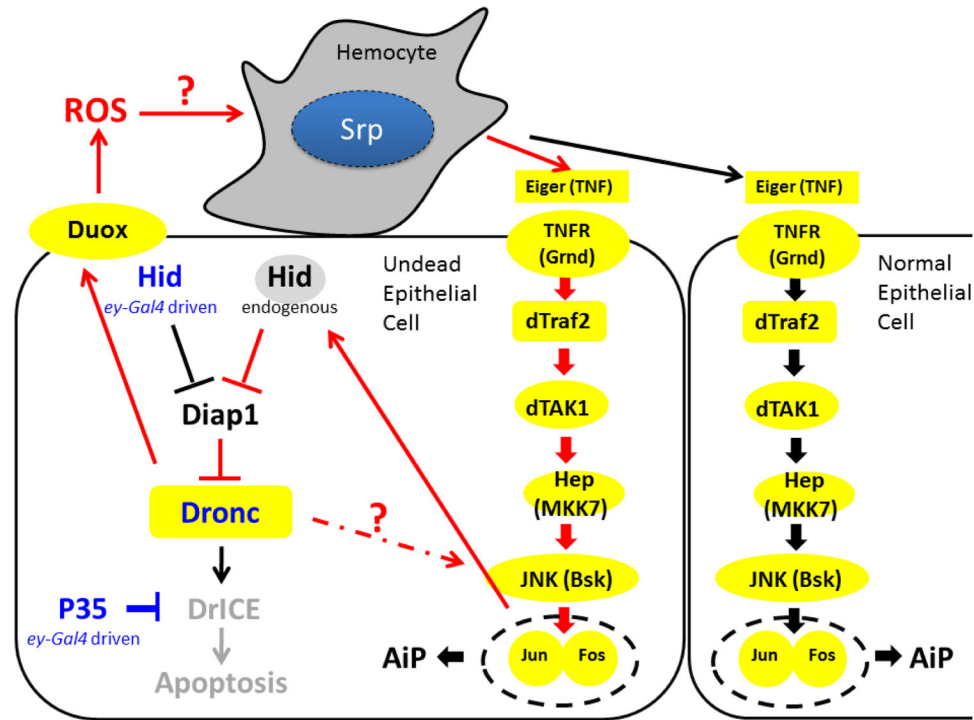 Hemocyte
?
ROS
Srp
Eiger (TNF)
Eiger (TNF)
Duox
TNFR
(Grnd)
TNFR
(Grnd)
Hid
ey-Gal4 driven
Hid
endogenous
Undead
Epithelial
Cell
Normal
Epithelial
Cell
dTraf2
dTraf2
Diap1
dTAK1
dTAK1
Hep
(MKK7)
Hep
(MKK7)
Dronc
?
JNK (Bsk)
JNK (Bsk)
P35
ey-Gal4 driven
DrICE
Apoptosis
AiP
Jun
Fos
Jun
Fos
AiP